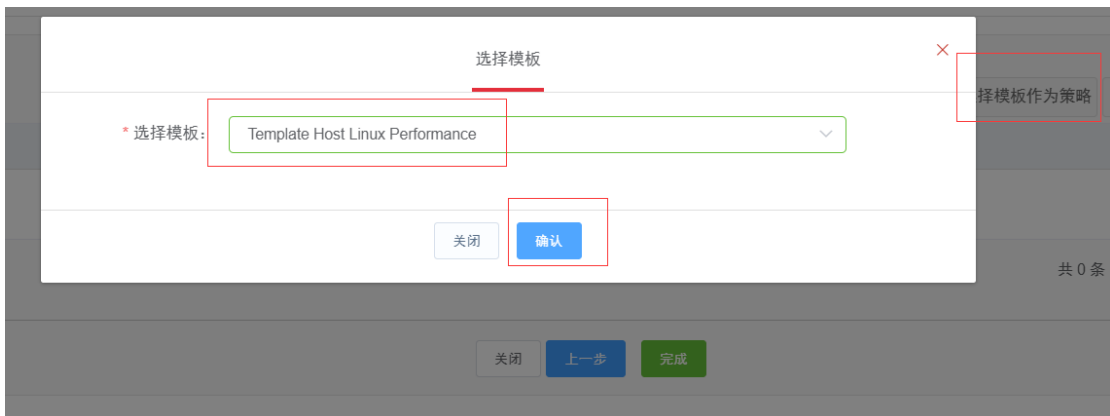 选择模板
择模板作为策略
* 选择模板：
Template Host Linux Performance
关闭
确认
共 0 条
关闭
上一步
完成